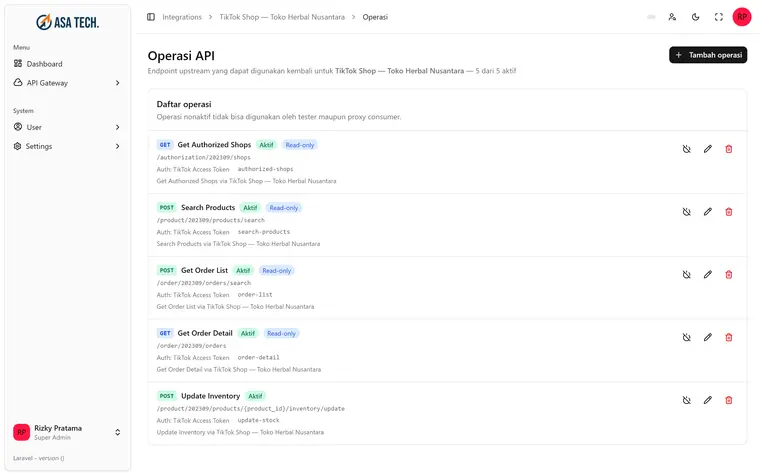 ASA TECH.
Integrations > TikTok Shop — Toko Herbal Nusantara > Operasi
RP
Menu
Dashboard
API Gateway
System
User
Settings
Operasi API
Tambah operasi
Endpoint upstream yang dapat digunakan kembali untuk TikTok Shop — Toko Herbal Nusantara — 5 dari 5 aktif
Daftar operasi
Operasi nonaktif tidak bisa digunakan oleh tester maupun proxy consumer.
GET Get Authorized Shops Aktif Read-only
/authorization/202309/shops
Auth: TikTok Access Token authorized-shops
Get Authorized Shops via TikTok Shop — Toko Herbal Nusantara
POST Search Products Aktif Read-only
/product/202309/products/search
Auth: TikTok Access Token search-products
Search Products via TikTok Shop — Toko Herbal Nusantara
POST Get Order List Aktif Read-only
/order/202309/orders/search
Auth: TikTok Access Token order-list
Get Order List via TikTok Shop — Toko Herbal Nusantara
GET Get Order Detail Aktif Read-only
/order/202309/orders
Auth: TikTok Access Token order-detail
Get Order Detail via TikTok Shop — Toko Herbal Nusantara
POST Update Inventory Aktif
/product/202309/products/{product_id}/inventory/update
Auth: TikTok Access Token update-stock
Update Inventory via TikTok Shop — Toko Herbal Nusantara
RP
Rizky Pratama
Super Admin
Laravel - version ()